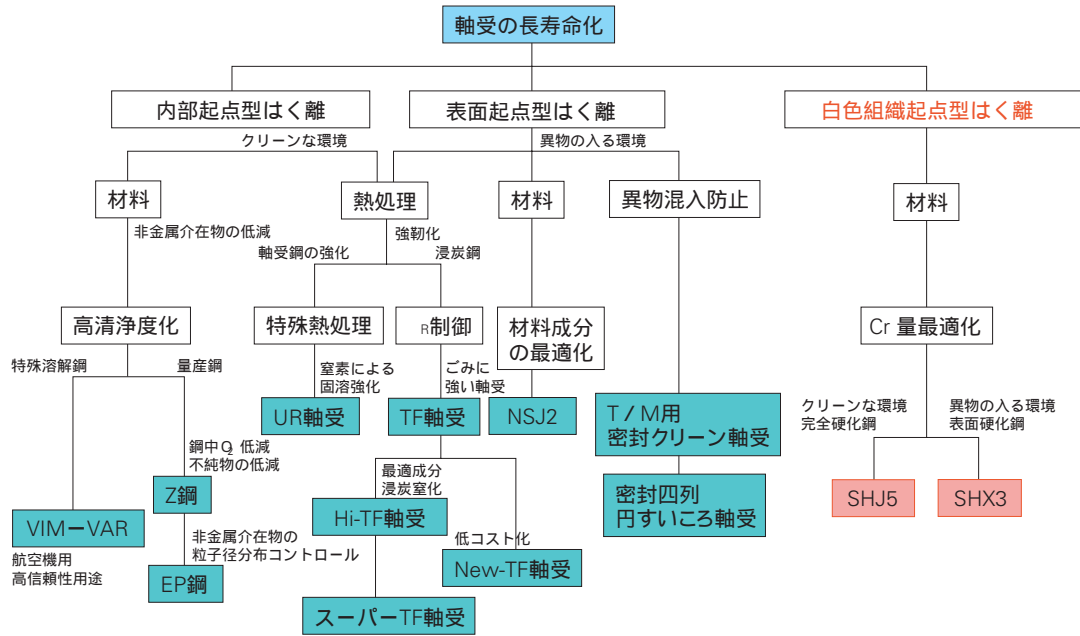 軸受の長寿命化
内部起点型はく離
表面起点型はく離
白色組織起点型はく離
クリーンな環境
異物の入る環境
材料
熱処理
材料
異物混入防止
材料
非金属介在物の低減
強靭化
軸受鋼の強化
浸炭鋼
高清浄度化
特殊熱処理
R制御
材料成分
の最適化
Cr 量最適化
特殊溶解鋼
量産鋼
窒素による
固溶強化
ごみに
強い軸受
UR軸受
TF軸受
NSJ2
T/M用
密封クリーン軸受
クリーンな環境
完全硬化鋼
異物の入る環境
表面硬化鋼
鋼中O2 低減
不純物の低減
最適成分
浸炭窒化
Z鋼
密封四列
円すいころ軸受
SHJ5
SHX3
VIM－VAR
Hi-TF軸受
航空機用
高信頼性用途
非金属介在物の
粒子径分布コントロール
低コスト化
EP鋼
New-TF軸受
スーパーTF軸受